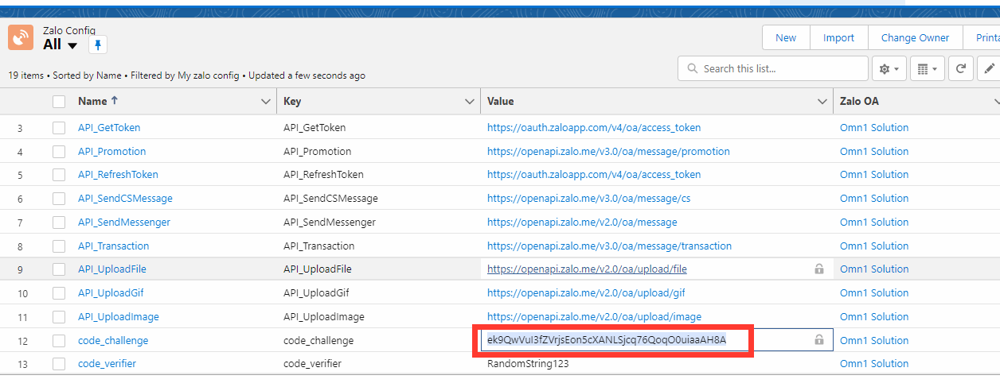 Zalo Config
All
New Import Change Owner Printa
19 items • Sorted by Name • Filtered by My zalo config • Updated a few seconds ago
Search this list...
Name Key Value Zalo OA
3 API_GetToken API_GetToken https://oauth.zaloapp.com/v4/oa/access_token Omn1 Solution
4 API_Promotion API_Promotion https://openapi.zalo.me/v3.0/oa/message/promotion Omn1 Solution
5 API_RefreshToken API_RefreshToken https://oauth.zaloapp.com/v4/oa/access_token Omn1 Solution
6 API_SendCSMessage API_SendCSMessage https://openapi.zalo.me/v3.0/oa/message/cs Omn1 Solution
7 API_SendMessenger API_SendMessenger https://openapi.zalo.me/v2.0/oa/message Omn1 Solution
8 API_Transaction API_Transaction https://openapi.zalo.me/v3.0/oa/message/transaction Omn1 Solution
9 API_UploadFile API_UploadFile https://openapi.zalo.me/v2.0/oa/upload/file Omn1 Solution
10 API_UploadGif API_UploadGif https://openapi.zalo.me/v2.0/oa/upload/gif Omn1 Solution
11 API_UploadImage API_UploadImage https://openapi.zalo.me/v2.0/oa/upload/image Omn1 Solution
12 code_challenge code_challenge ek9QwVuI3fZVrjsEon5cXANLSjcq76QoqO0uiaaAH8A Omn1 Solution
13 code_verifier code_verifier RandomString123 Omn1 Solution